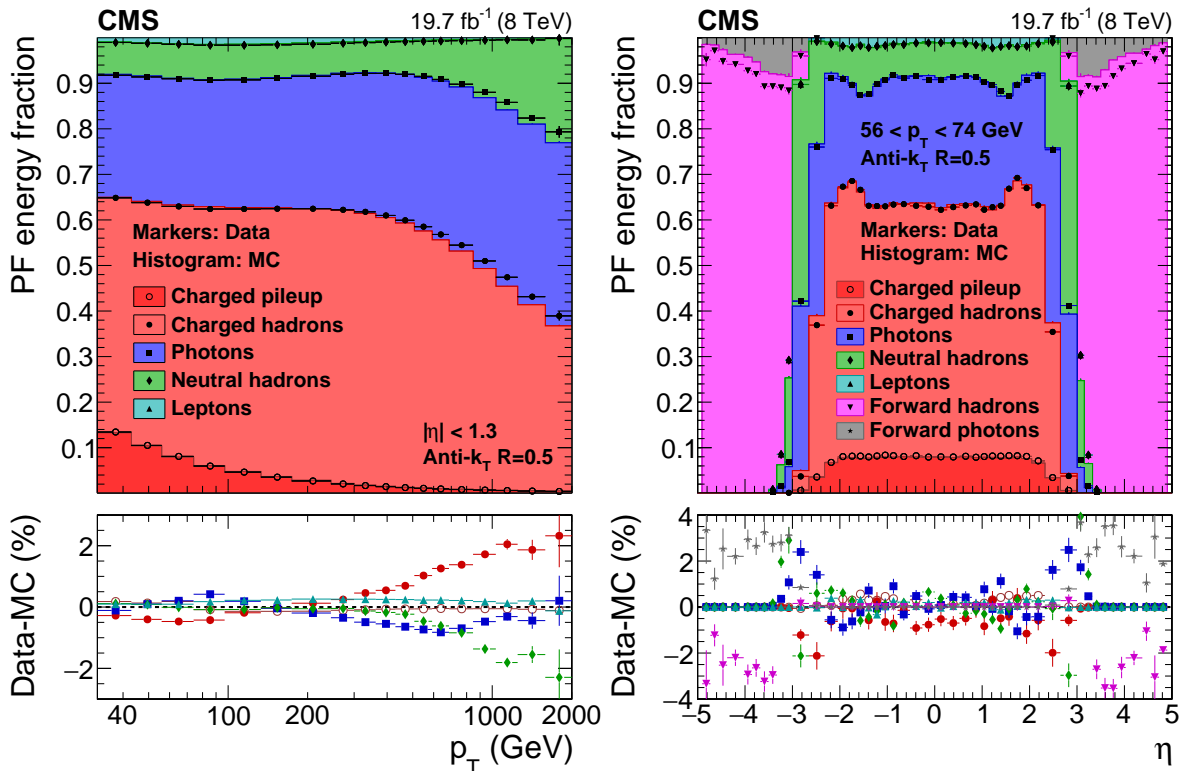 CMS 19.7 fb⁻¹ (8 TeV)
PF energy fraction
0.9
0.8
0.7
0.6
0.5
0.4
0.3
0.2
0.1
Markers: Data
Histogram: MC
Charged pileup
Charged hadrons
Photons
Neutral hadrons
Leptons
|η| < 1.3
Anti-k_T R=0.5
Data-MC (%)
2
0
−2
40 100 200 1000 2000
p_T (GeV)
CMS 19.7 fb⁻¹ (8 TeV)
PF energy fraction
0.9
0.8
0.7
0.6
0.5
0.4
0.3
0.2
0.1
56 < p_T < 74 GeV
Anti-k_T R=0.5
Markers: Data
Histogram: MC
Charged pileup
Charged hadrons
Photons
Neutral hadrons
Leptons
Forward hadrons
Forward photons
Data-MC (%)
4
2
0
−2
−4
−5 −4 −3 −2 −1 0 1 2 3 4 5
η